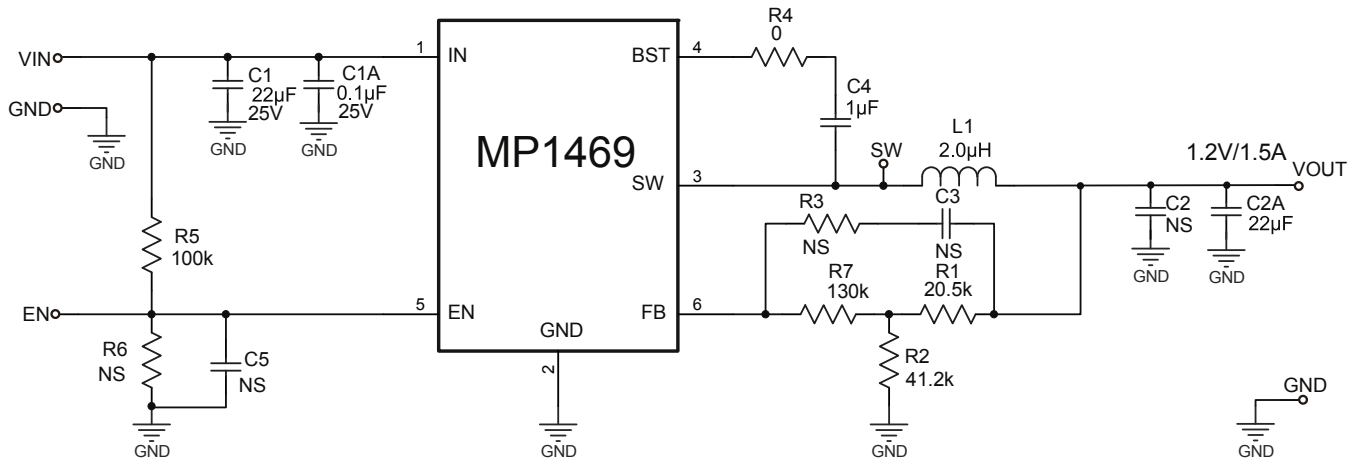 VIN
1
IN
C1
22µF
25V
GND
C1A
0.1µF
25V
GND
GND
GND
R5
100k
EN
5
EN
R6
NS
C5
NS
GND
MP1469
BST
4
R4
0
C4
1µF
SW
3
SW
L1
2.0µH
1.2V/1.5A
VOUT
C2
NS
GND
C2A
22µF
GND
R3
NS
C3
NS
R7
130k
R1
20.5k
FB
6
R2
41.2k
GND
GND
2
GND
GND
GND